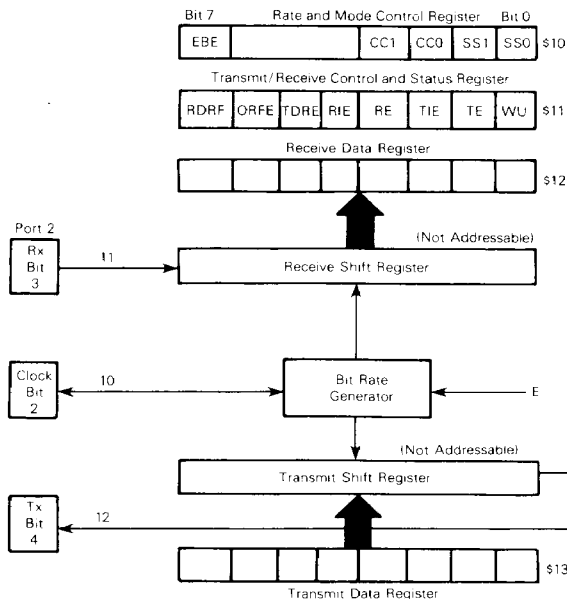 Bit 7 Rate and Mode Control Register Bit 0
EBE CC1 CC0 SS1 SS0 $10
Transmit/Receive Control and Status Register
RDRF ORFE TDRE RIE RE TIE TE WU $11
Receive Data Register
$12
Port 2
(Not Addressable)
Rx
Bit
3
11
Receive Shift Register
Clock
Bit
2
10
Bit Rate
Generator
E
(Not Addressable)
Transmit Shift Register
Tx
Bit
4
12
$13
Transmit Data Register